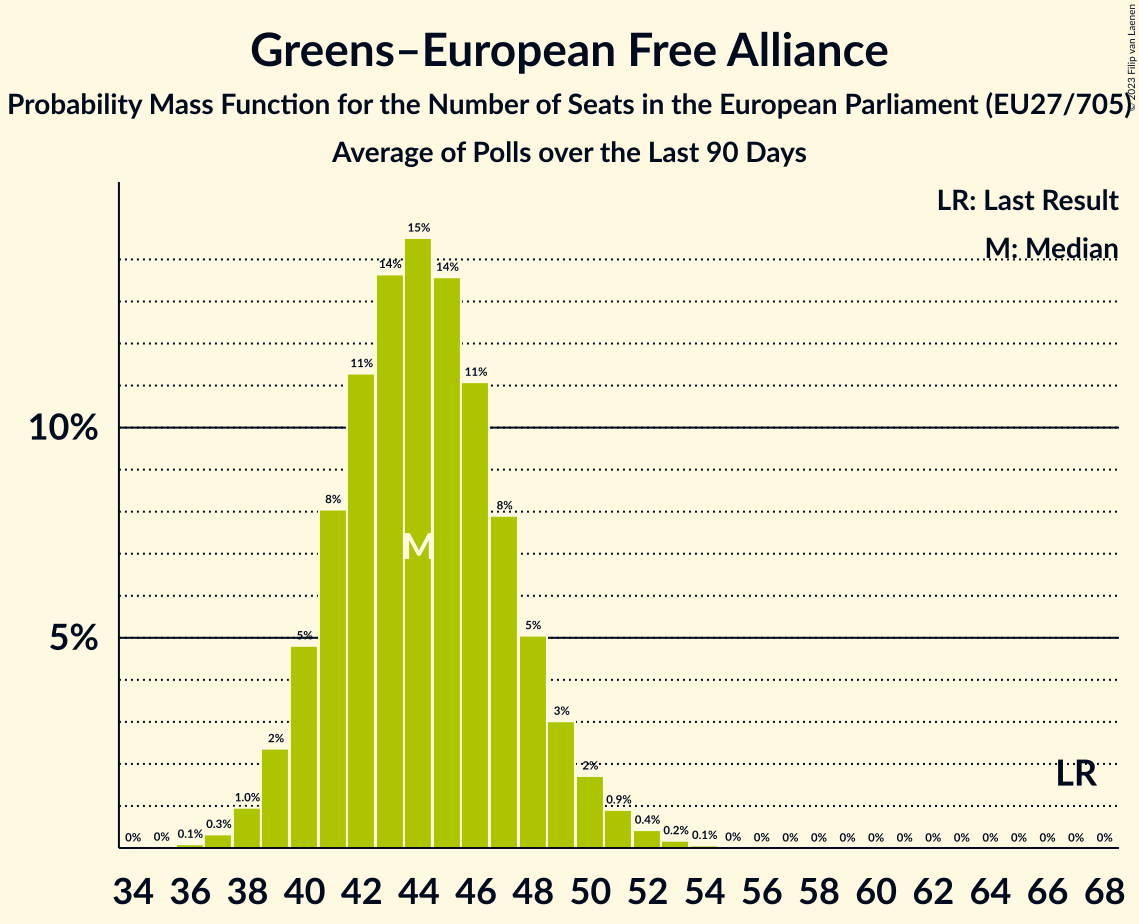 © 2023 Filip van Laenen
Greens–European Free Alliance
Probability Mass Function for the Number of Seats in the European Parliament (EU27/705)
Average of Polls over the Last 90 Days
LR: Last Result
M: Median
10%
5%
0% 0% 0.1% 0.3% 1.0% 2% 5% 8% 11% 14% 15% 14% 11% 8% 5% 3% 2% 0.9% 0.4% 0.2% 0.1% 0% 0% 0% 0% 0% 0% 0% 0% 0% 0% 0% 0% 0% 0%
M
LR
34 36 38 40 42 44 46 48 50 52 54 56 58 60 62 64 66 68